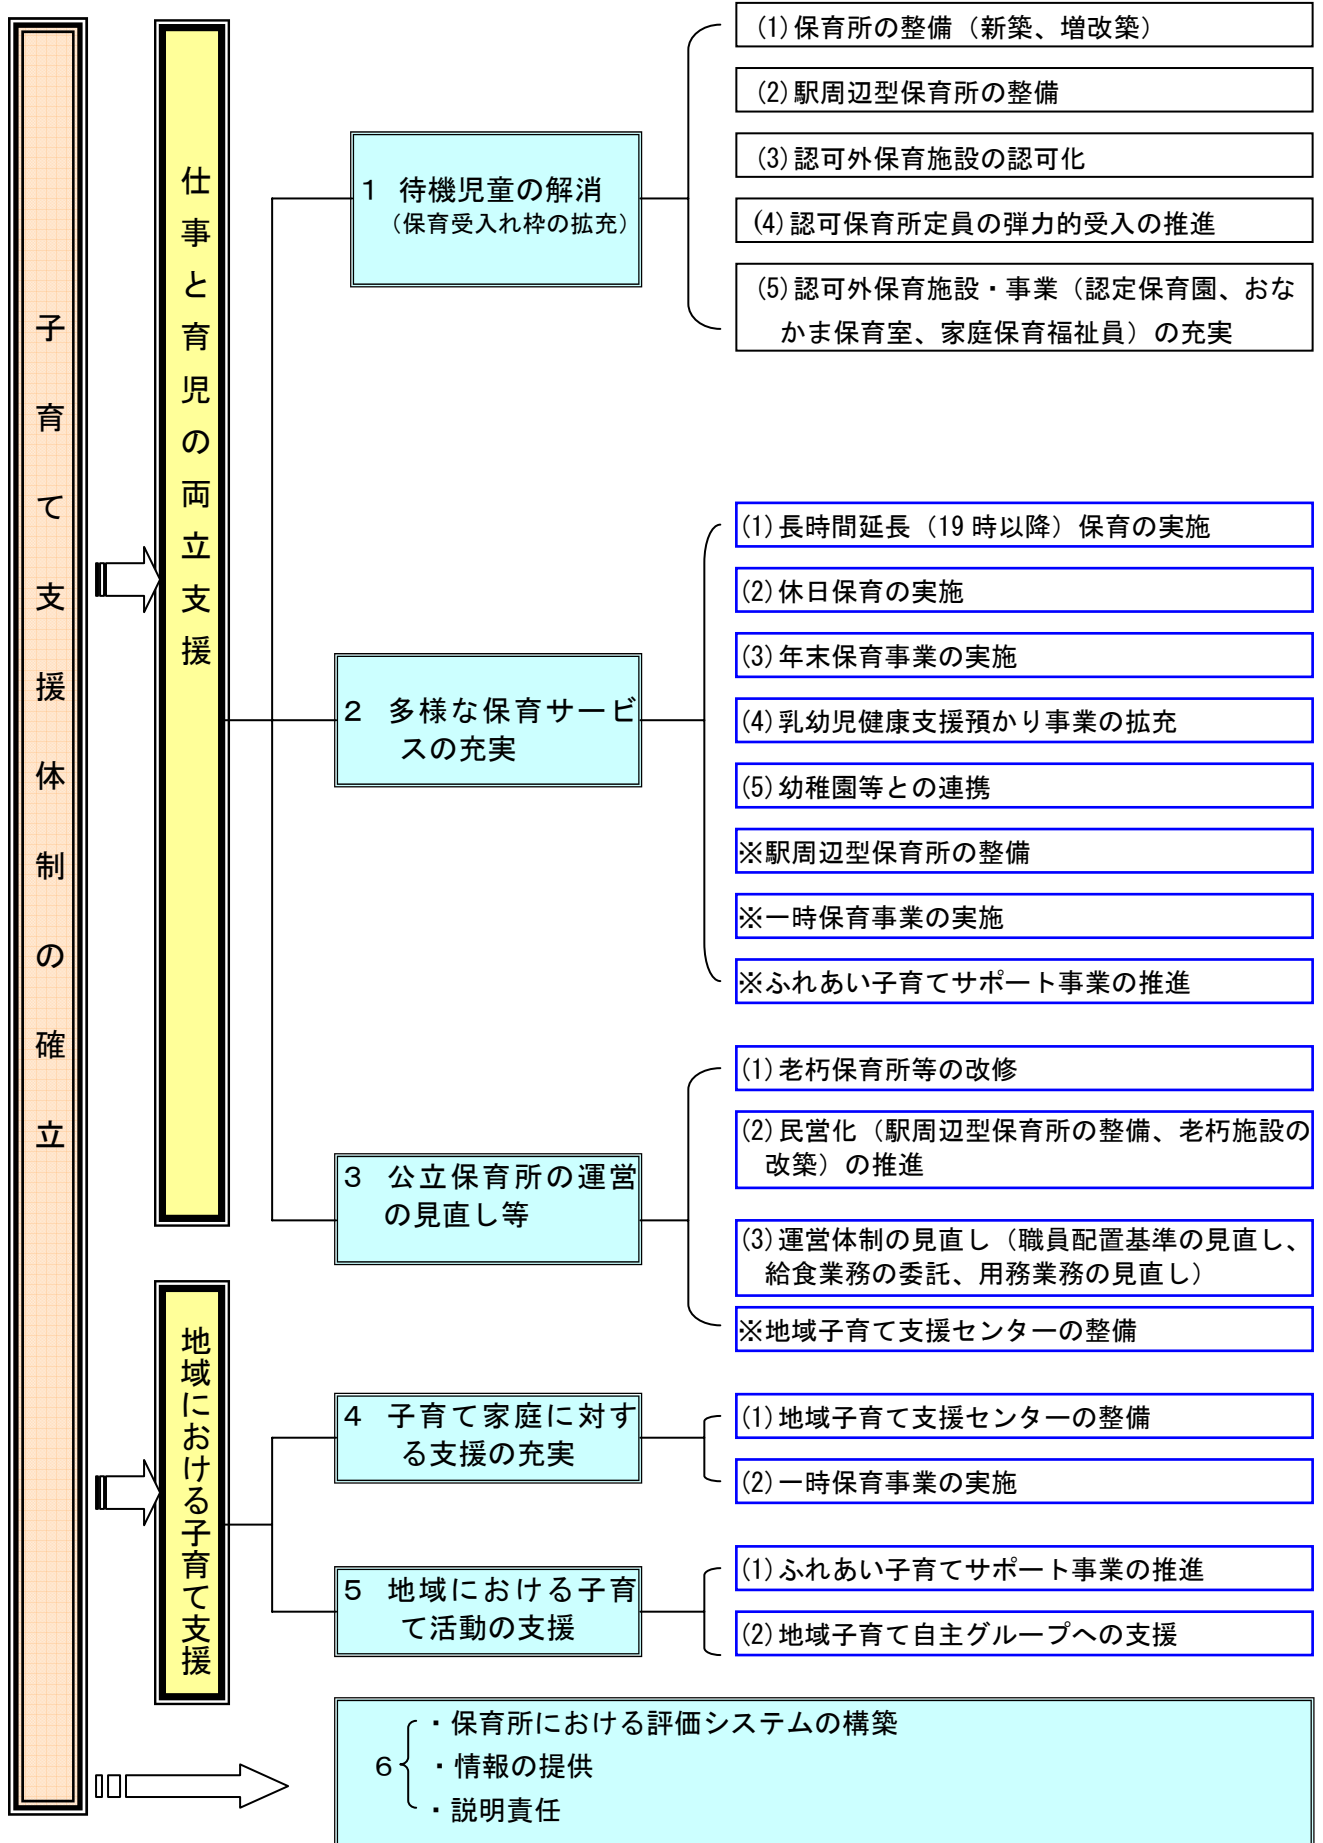 子育て支援体制の確立
仕事と育児の両立支援
1 待機児童の解消
（保育受入れ枠の拡充）
(1)保育所の整備（新築、増改築）
(2)駅周辺型保育所の整備
(3)認可外保育施設の認可化
(4)認可保育所定員の弾力的受入の推進
(5)認可外保育施設・事業（認定保育園、おな
かま保育室、家庭保育福祉員）の充実
2 多様な保育サービ
スの充実
(1)長時間延長（19時以降）保育の実施
(2)休日保育の実施
(3)年末保育事業の実施
(4)乳幼児健康支援預かり事業の拡充
(5)幼稚園等との連携
※駅周辺型保育所の整備
※一時保育事業の実施
※ふれあい子育てサポート事業の推進
3 公立保育所の運営
の見直し等
(1)老朽保育所等の改修
(2)民営化（駅周辺型保育所の整備、老朽施設の
改築）の推進
(3)運営体制の見直し（職員配置基準の見直し、
給食業務の委託、用務業務の見直し）
※地域子育て支援センターの整備
地域における子育て支援
4 子育て家庭に対す
る支援の充実
(1)地域子育て支援センターの整備
(2)一時保育事業の実施
5 地域における子育
て活動の支援
(1)ふれあい子育てサポート事業の推進
(2)地域子育て自主グループへの支援
6
・保育所における評価システムの構築
・情報の提供
・説明責任